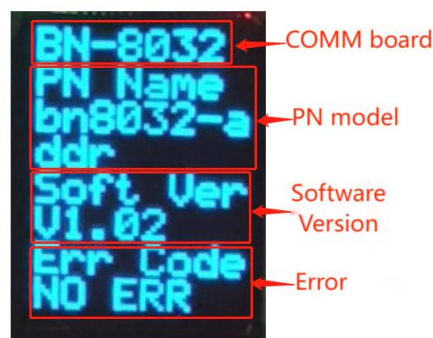 BN-8032
COMM board
PN Name
bn8032-a
ddr
PN model
Soft Ver
V1.02
Software
Version
Err Code
NO ERR
Error